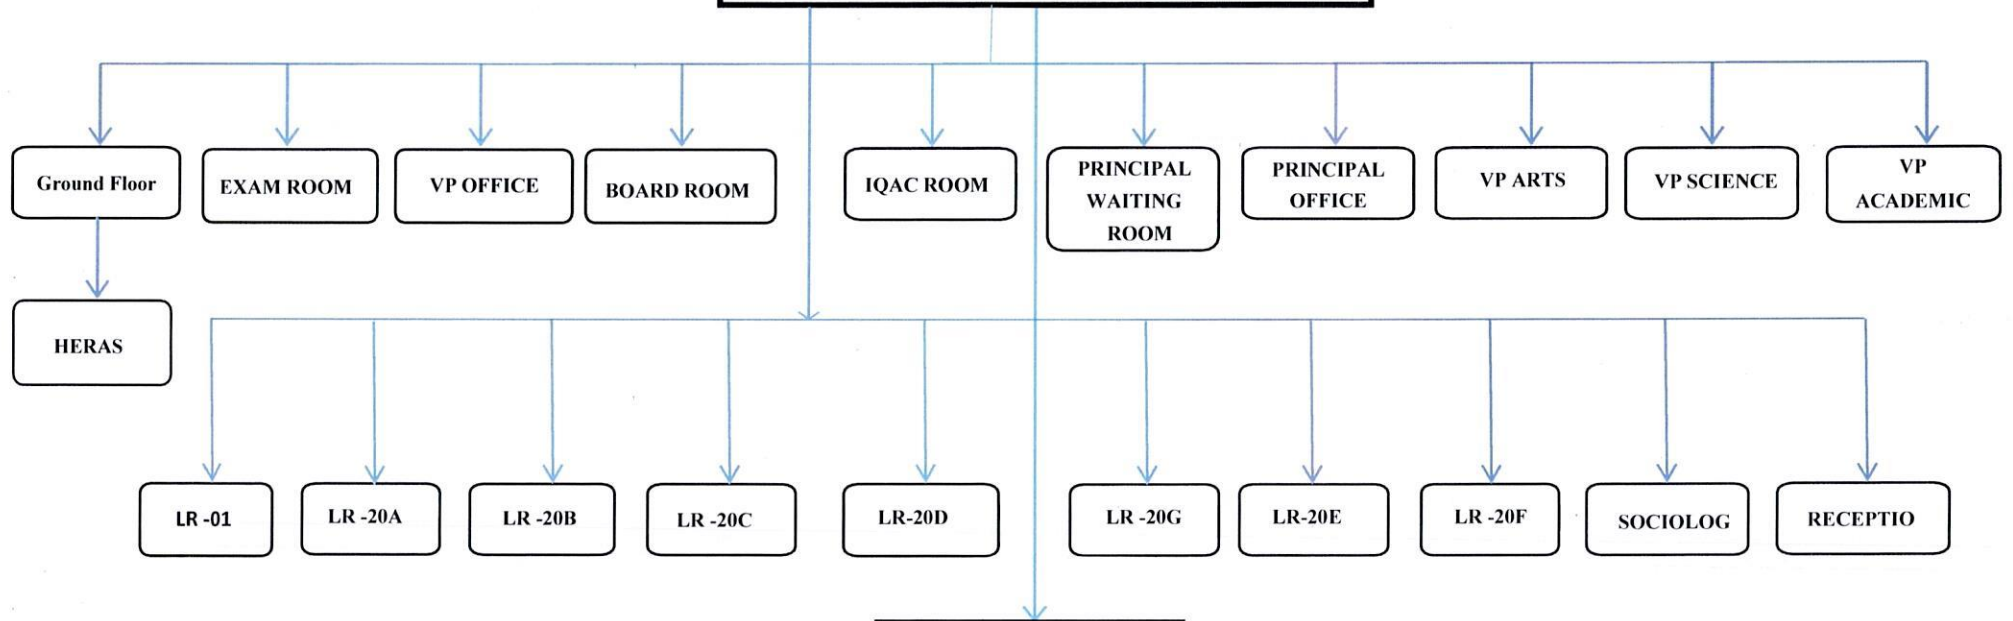 Ground Floor
EXAM ROOM
VP OFFICE
BOARD ROOM
IQAC ROOM
PRINCIPAL
WAITING
ROOM
PRINCIPAL
OFFICE
VP ARTS
VP SCIENCE
VP
ACADEMIC
HERAS
LR -01
LR -20A
LR -20B
LR -20C
LR-20D
LR -20G
LR-20E
LR -20F
SOCIOLOG
RECEPTIO